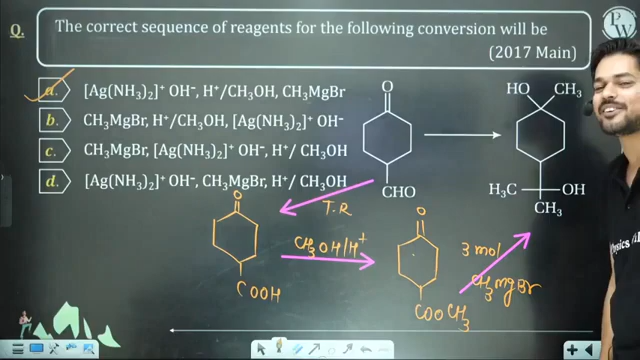 Q.
The correct sequence of reagents for the following conversion will be
(2017 Main)
PW
a. [Ag(NH₃)₂]⁺ OH⁻, H⁺/CH₃OH, CH₃MgBr
b. CH₃MgBr, H⁺/CH₃OH, [Ag(NH₃)₂]⁺ OH⁻
c. CH₃MgBr, [Ag(NH₃)₂]⁺ OH⁻, H⁺/ CH₃OH
d. [Ag(NH₃)₂]⁺ OH⁻, CH₃MgBr, H⁺/ CH₃OH
O
CHO
HO CH₃
H₃C OH
CH₃
T.R
O
COOH
CH₃OH/H⁺
O
COOCH₃
3 mol
CH₃MgBr